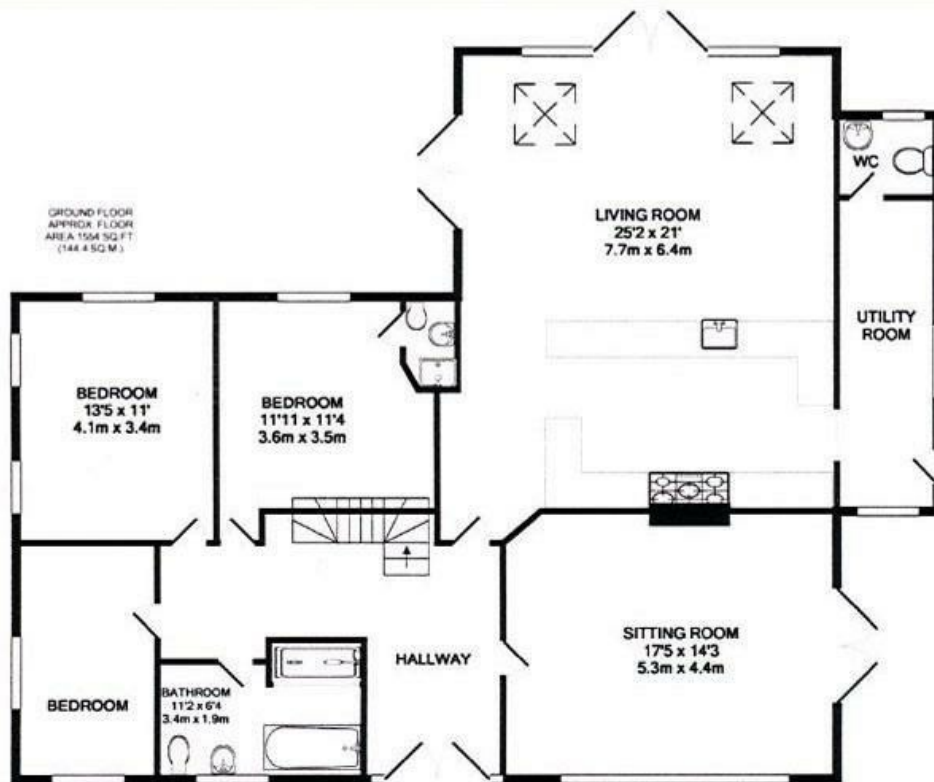 GROUND FLOOR
APPROX. FLOOR
AREA 1554 SQ.FT.
(144.4 SQ.M.)
LIVING ROOM
25'2 x 21'
7.7m x 6.4m
WC
UTILITY
ROOM
BEDROOM
13'5 x 11'
4.1m x 3.4m
BEDROOM
11'11 x 11'4
3.6m x 3.5m
SITTING ROOM
17'5 x 14'3
5.3m x 4.4m
HALLWAY
BEDROOM
BATHROOM
11'2 x 6'4
3.4m x 1.9m